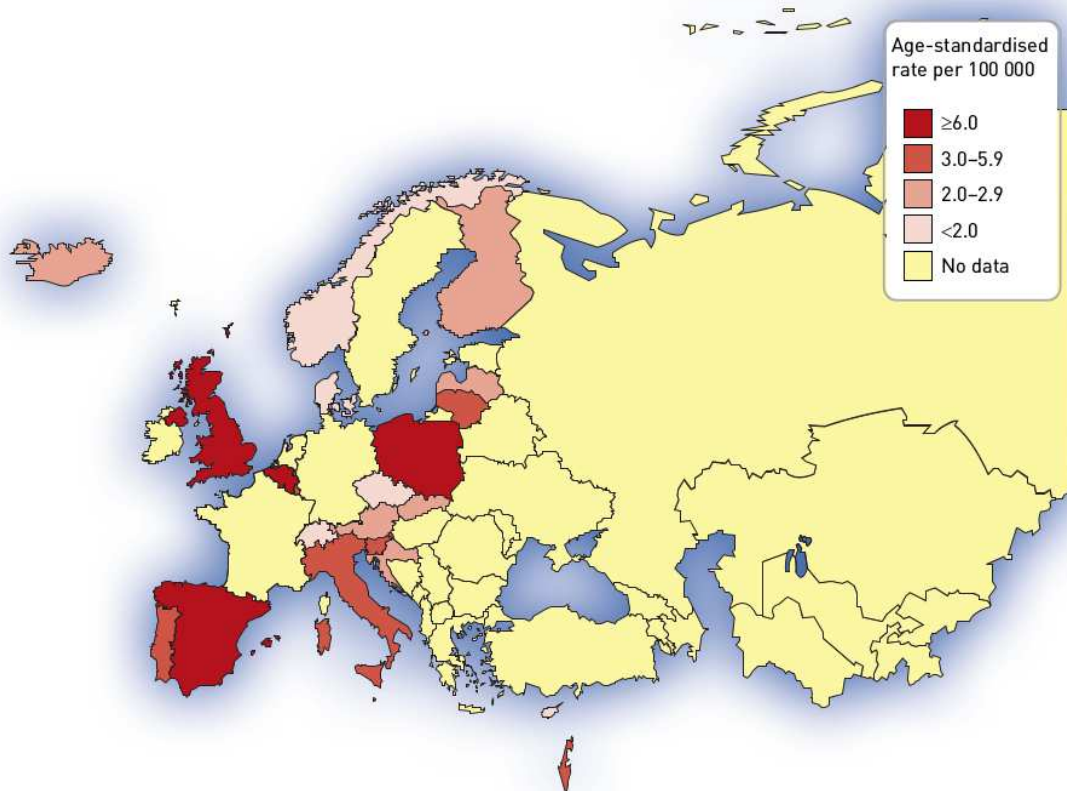 Age-standardised
rate per 100 000
≥6.0
3.0–5.9
2.0–2.9
<2.0
No data